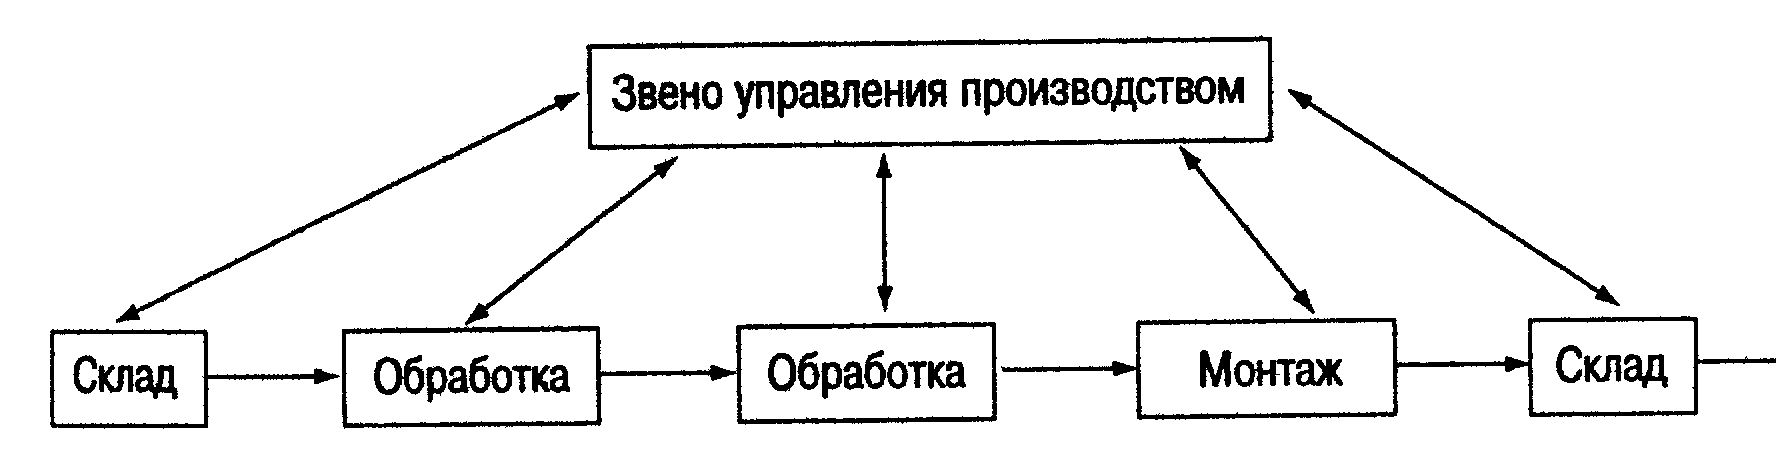 Звено управления производством
Склад
Обработка
Обработка
Монтаж
Склад